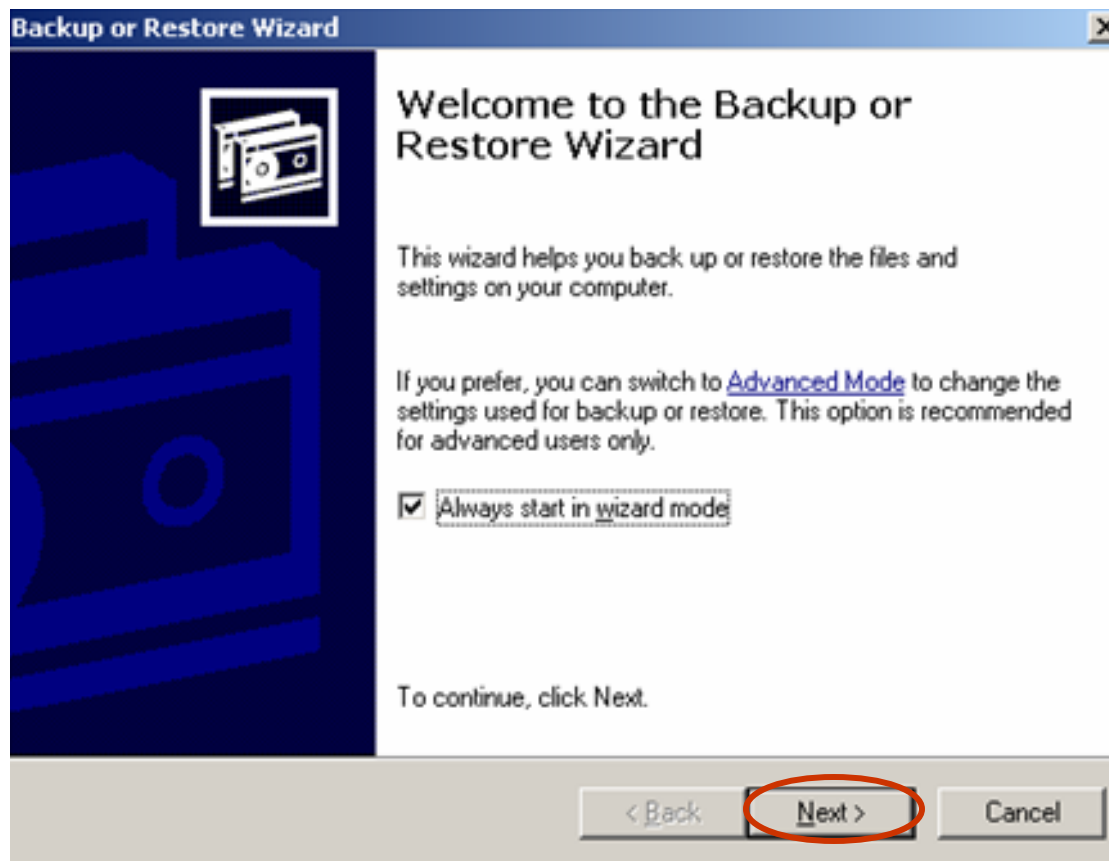 Backup or Restore Wizard
Welcome to the Backup or
Restore Wizard
This wizard helps you back up or restore the files and
settings on your computer.
If you prefer, you can switch to Advanced Mode to change the
settings used for backup or restore. This option is recommended
for advanced users only.
Always start in wizard mode
To continue, click Next.
< Back Next > Cancel